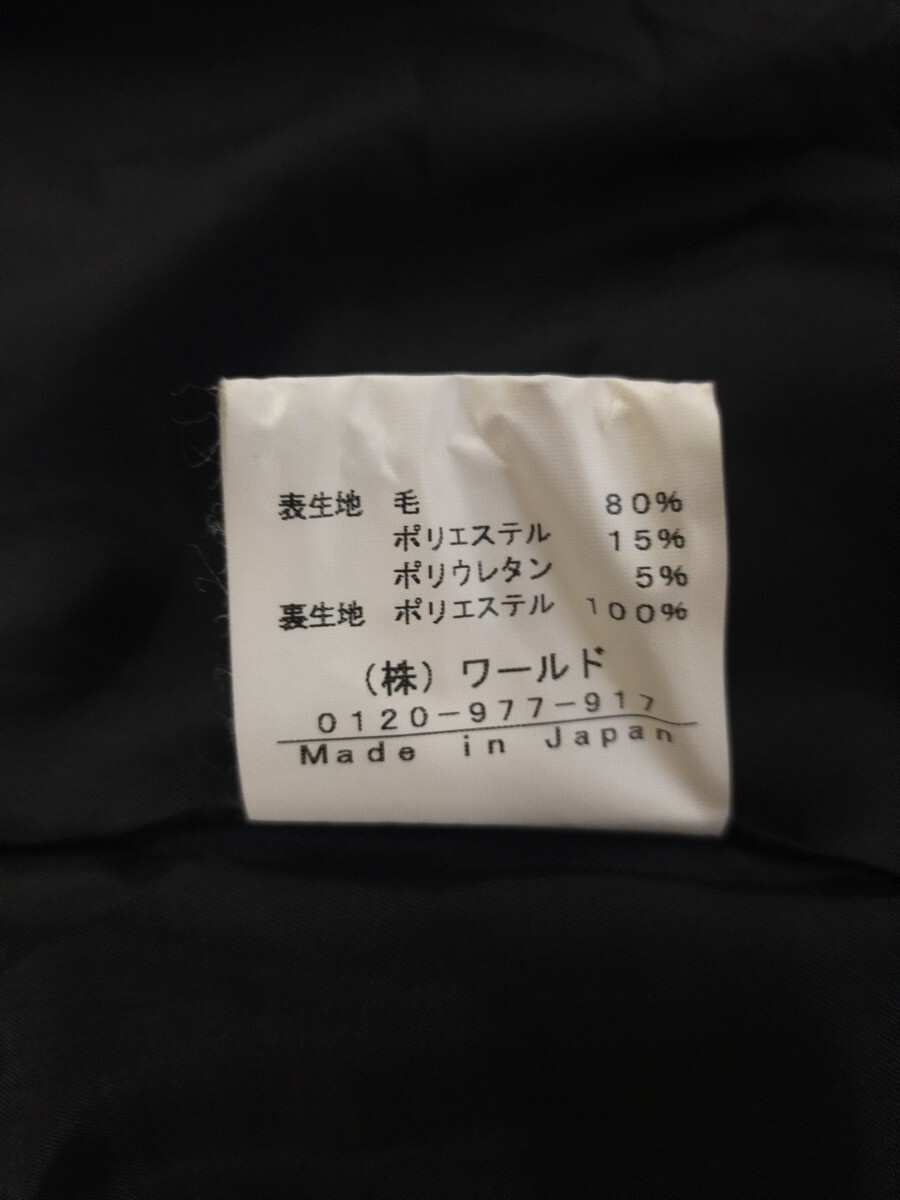 表生地 毛 80%
ポリエステル 15%
ポリウレタン 5%
裏生地 ポリエステル 100%
(株) ワールド
0120-977-917
Made in Japan